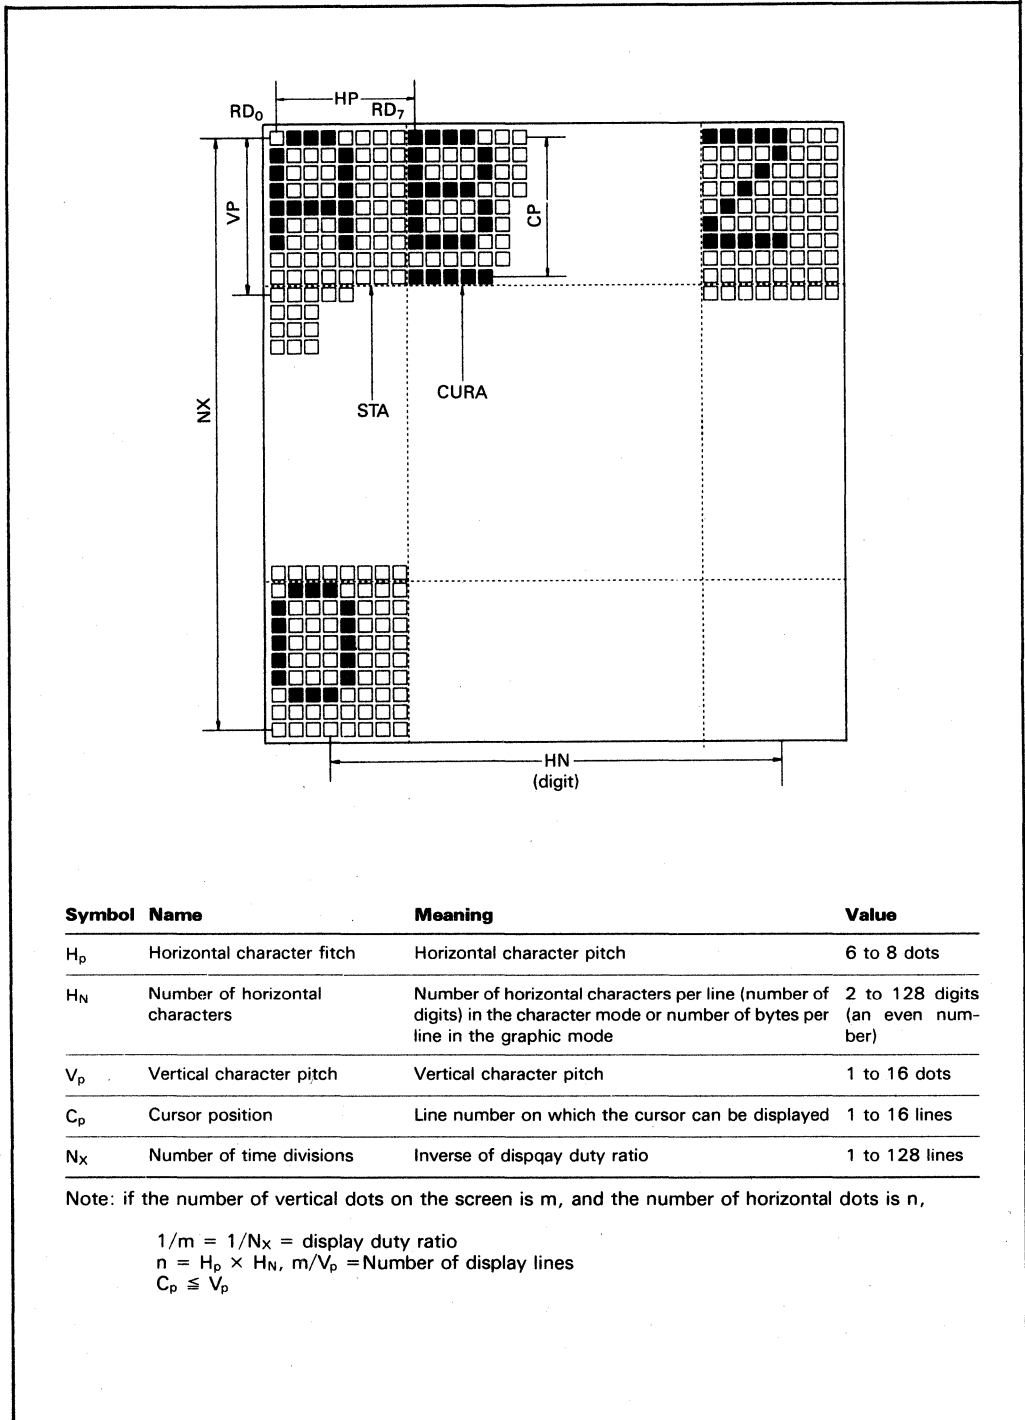 HP
RD₀
RD₇
VP
CP
NX
STA
CURA
HN
(digit)
Symbol Name Meaning Value
Hp Horizontal character fitch Horizontal character pitch 6 to 8 dots
HN Number of horizontal characters Number of horizontal characters per line (number of digits) in the character mode or number of bytes per line in the graphic mode 2 to 128 digits (an even num-ber)
Vp Vertical character pitch Vertical character pitch 1 to 16 dots
Cp Cursor position Line number on which the cursor can be displayed 1 to 16 lines
NX Number of time divisions Inverse of dispqay duty ratio 1 to 128 lines
Note: if the number of vertical dots on the screen is m, and the number of horizontal dots is n,
1/m = 1/NX = display duty ratio
n = Hp × HN, m/Vp =Number of display lines
Cp ≦ Vp